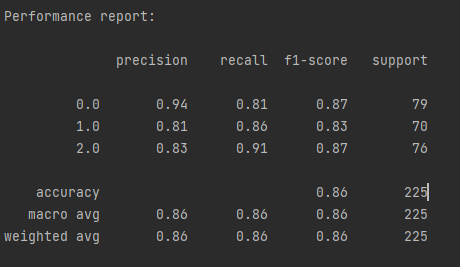 Performance report:
precision recall f1-score support
0.0 0.94 0.81 0.87 79
1.0 0.81 0.86 0.83 70
2.0 0.83 0.91 0.87 76
accuracy 0.86 225
macro avg 0.86 0.86 0.86 225
weighted avg 0.86 0.86 0.86 225